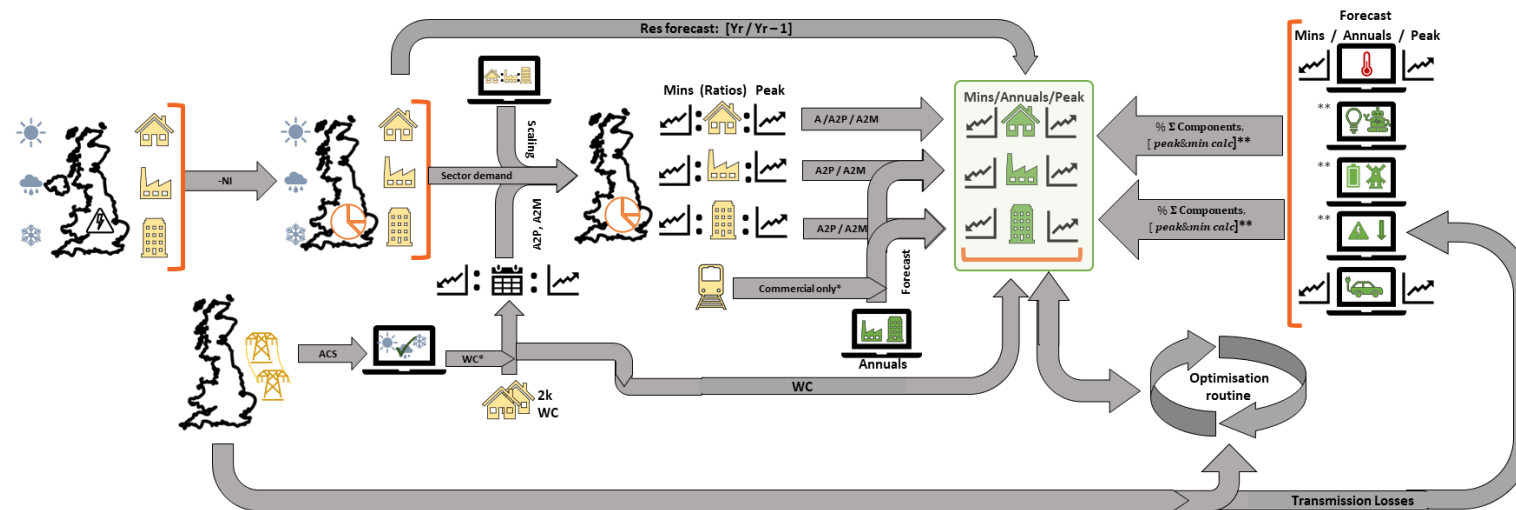 Res forecast: [Yr / Yr – 1]
Forecast
Mins / Annuals / Peak
Mins (Ratios) Peak
Mins/Annuals/Peak
Scaling
A /A2P / A2M
**
% Σ Components,
[ peak&min calc]**
-NI
Sector demand
A2P / A2M
**
A2P, A2M
A2P / A2M
% Σ Components,
[ peak&min calc]**
**
Commercial only*
Forecast
Annuals
ACS
WC*
WC
2k
WC
Optimisation
routine
Transmission Losses